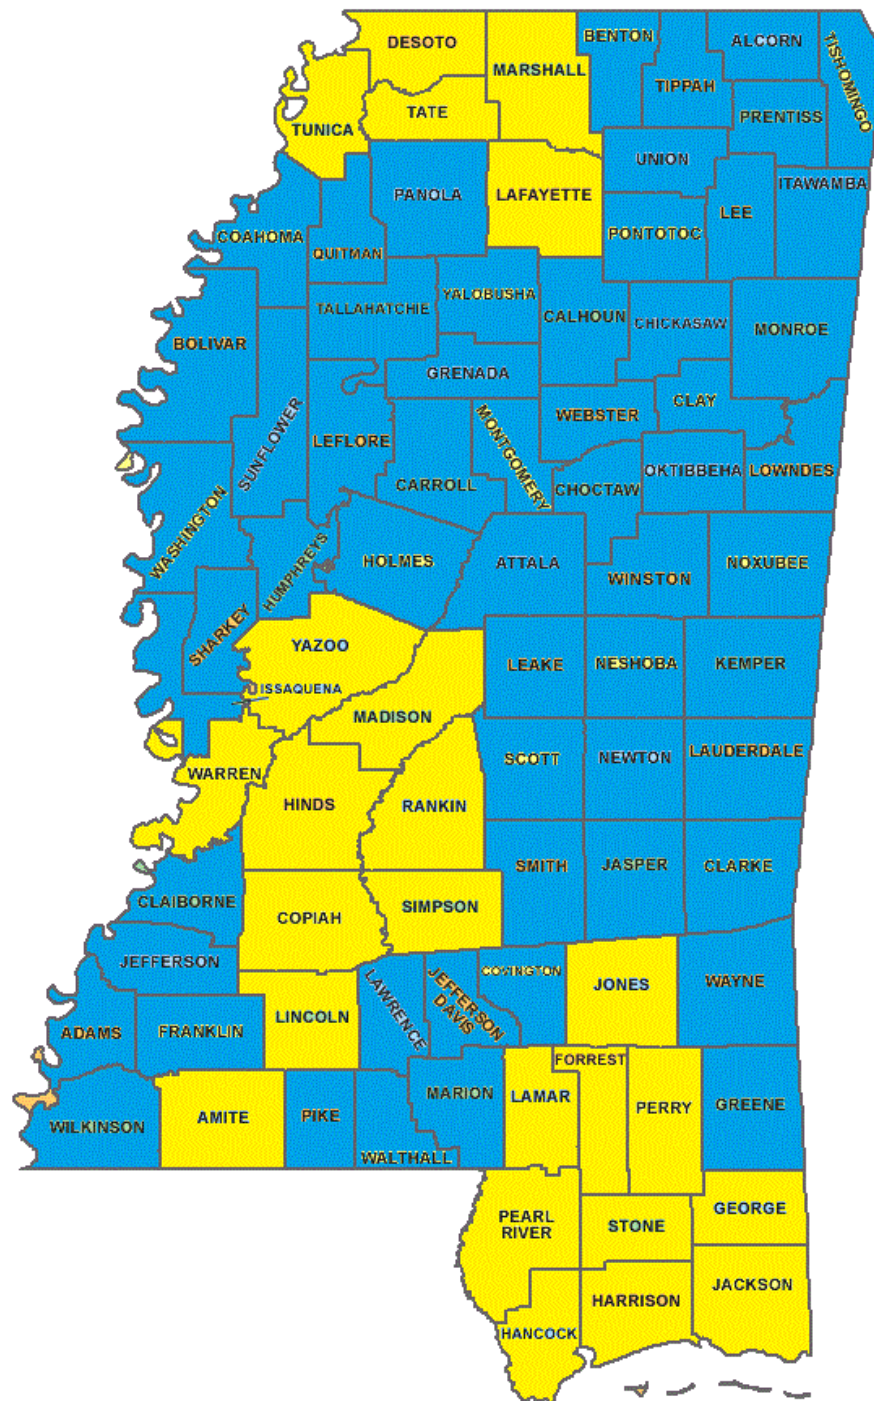 DESOTO
BENTON
ALCORN
TISHOMINGO
MARSHALL
TIPPAH
TATE
PRENTISS
TUNICA
UNION
ITAWAMBA
PANOLA
LAFAYETTE
LEE
COAHOMA
PONTOTOC
QUITMAN
YALOBUSHA
TALLAHATCHIE
CALHOUN
CHICKASAW
MONROE
BOLIVAR
GRENADA
CLAY
WEBSTER
SUNFLOWER
LEFLORE
MONTGOMERY
OKTIBBEHA
LOWNDES
CARROLL
CHOCTAW
WASHINGTON
HUMPHREYS
HOLMES
ATTALA
WINSTON
NOXUBEE
SHARKEY
YAZOO
LEAKE
NESHOBA
KEMPER
ISSAQUENA
MADISON
SCOTT
NEWTON
LAUDERDALE
WARREN
HINDS
RANKIN
SMITH
JASPER
CLARKE
CLAIBORNE
COPIAH
SIMPSON
JEFFERSON
COVINGTON
JONES
WAYNE
LAWRENCE
JEFFERSON
DAVIS
LINCOLN
ADAMS
FRANKLIN
FORREST
MARION
LAMAR
PERRY
GREENE
WILKINSON
AMITE
PIKE
WALTHALL
PEARL
RIVER
STONE
GEORGE
JACKSON
HARRISON
HANCOCK